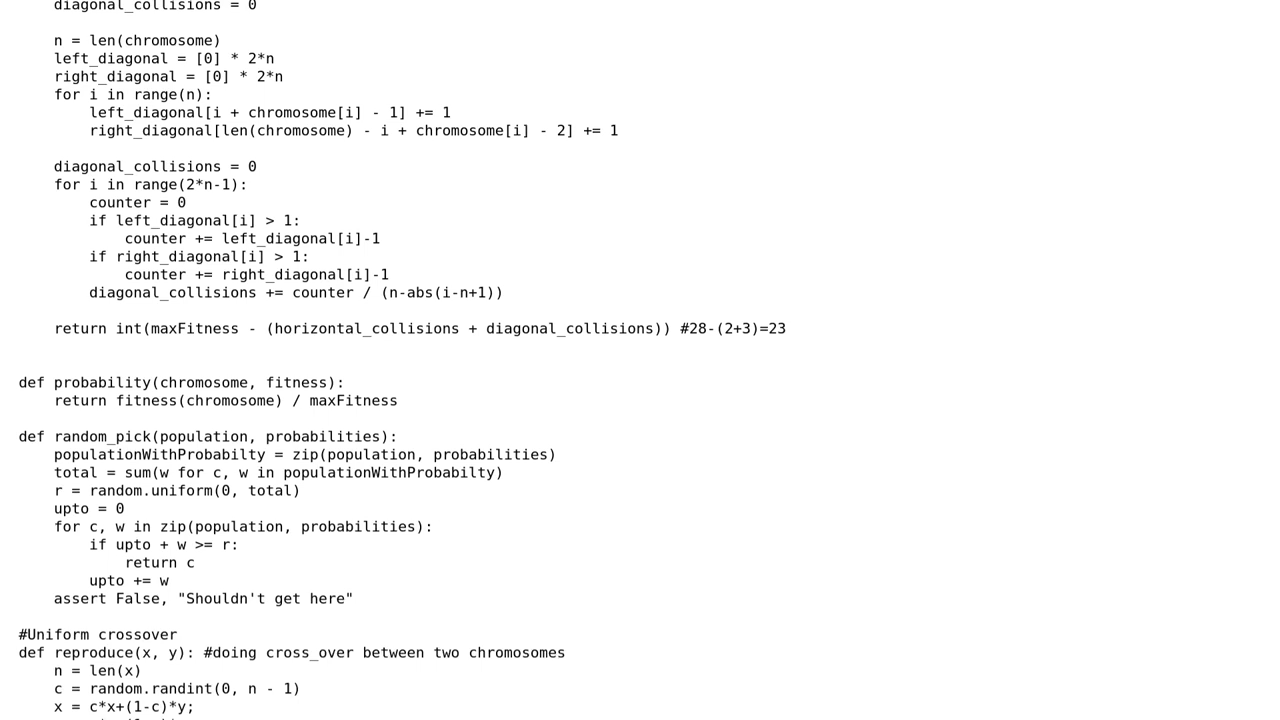 diagonal_collisions = 0
n = len(chromosome)
left_diagonal = [0] * 2*n
right_diagonal = [0] * 2*n
for i in range(n):
left_diagonal[i + chromosome[i] - 1] += 1
right_diagonal[len(chromosome) - i + chromosome[i] - 2] += 1
diagonal_collisions = 0
for i in range(2*n-1):
counter = 0
if left_diagonal[i] > 1:
counter += left_diagonal[i]-1
if right_diagonal[i] > 1:
counter += right_diagonal[i]-1
diagonal_collisions += counter / (n-abs(i-n+1))
return int(maxFitness - (horizontal_collisions + diagonal_collisions)) #28-(2+3)=23
def probability(chromosome, fitness):
return fitness(chromosome) / maxFitness
def random_pick(population, probabilities):
populationWithProbabilty = zip(population, probabilities)
total = sum(w for c, w in populationWithProbabilty)
r = random.uniform(0, total)
upto = 0
for c, w in zip(population, probabilities):
if upto + w >= r:
return c
upto += w
assert False, "Shouldn't get here"
#Uniform crossover
def reproduce(x, y): #doing cross_over between two chromosomes
n = len(x)
c = random.randint(0, n - 1)
x = c*x+(1-c)*y;